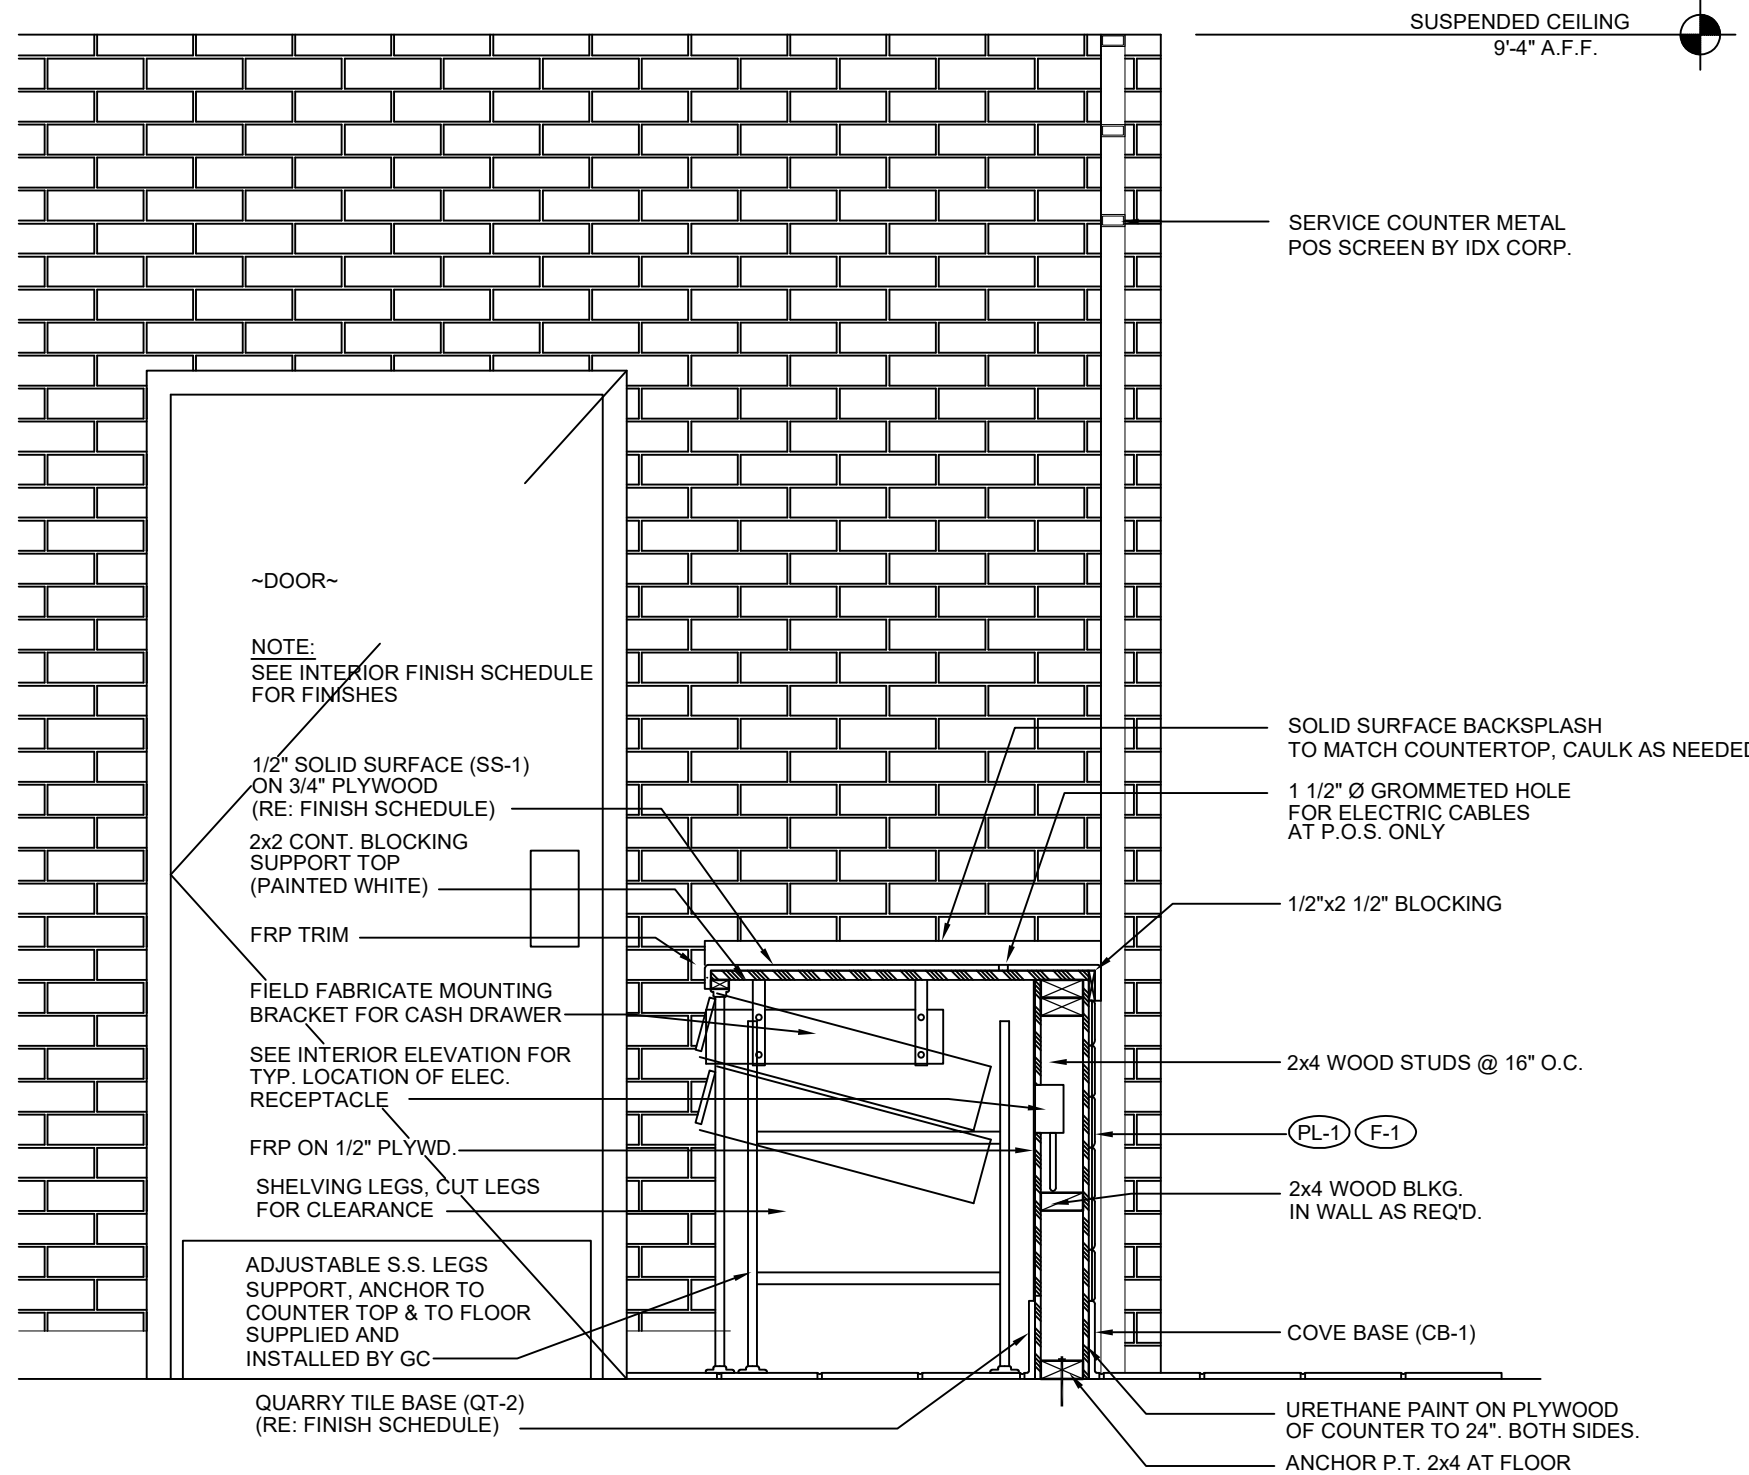 SUSPENDED CEILING
9'-4" A.F.F.
SERVICE COUNTER METAL
POS SCREEN BY IDX CORP.
~DOOR~
NOTE:
SEE INTERIOR FINISH SCHEDULE
FOR FINISHES
1/2" SOLID SURFACE (SS-1)
ON 3/4" PLYWOOD
(RE: FINISH SCHEDULE)
2x2 CONT. BLOCKING
SUPPORT TOP
(PAINTED WHITE)
FRP TRIM
FIELD FABRICATE MOUNTING
BRACKET FOR CASH DRAWER
SEE INTERIOR ELEVATION FOR
TYP. LOCATION OF ELEC.
RECEPTACLE
FRP ON 1/2" PLYWD.
SHELVING LEGS, CUT LEGS
FOR CLEARANCE
ADJUSTABLE S.S. LEGS
SUPPORT, ANCHOR TO
COUNTER TOP & TO FLOOR
SUPPLIED AND
INSTALLED BY GC
QUARRY TILE BASE (QT-2)
(RE: FINISH SCHEDULE)
SOLID SURFACE BACKSPLASH
TO MATCH COUNTERTOP, CAULK AS NEEDED
1 1/2" Ø GROMMETED HOLE
FOR ELECTRIC CABLES
AT P.O.S. ONLY
1/2"x2 1/2" BLOCKING
2x4 WOOD STUDS @ 16" O.C.
PL-1 F-1
2x4 WOOD BLKG.
IN WALL AS REQ'D.
COVE BASE (CB-1)
URETHANE PAINT ON PLYWOOD
OF COUNTER TO 24". BOTH SIDES.
ANCHOR P.T. 2x4 AT FLOOR